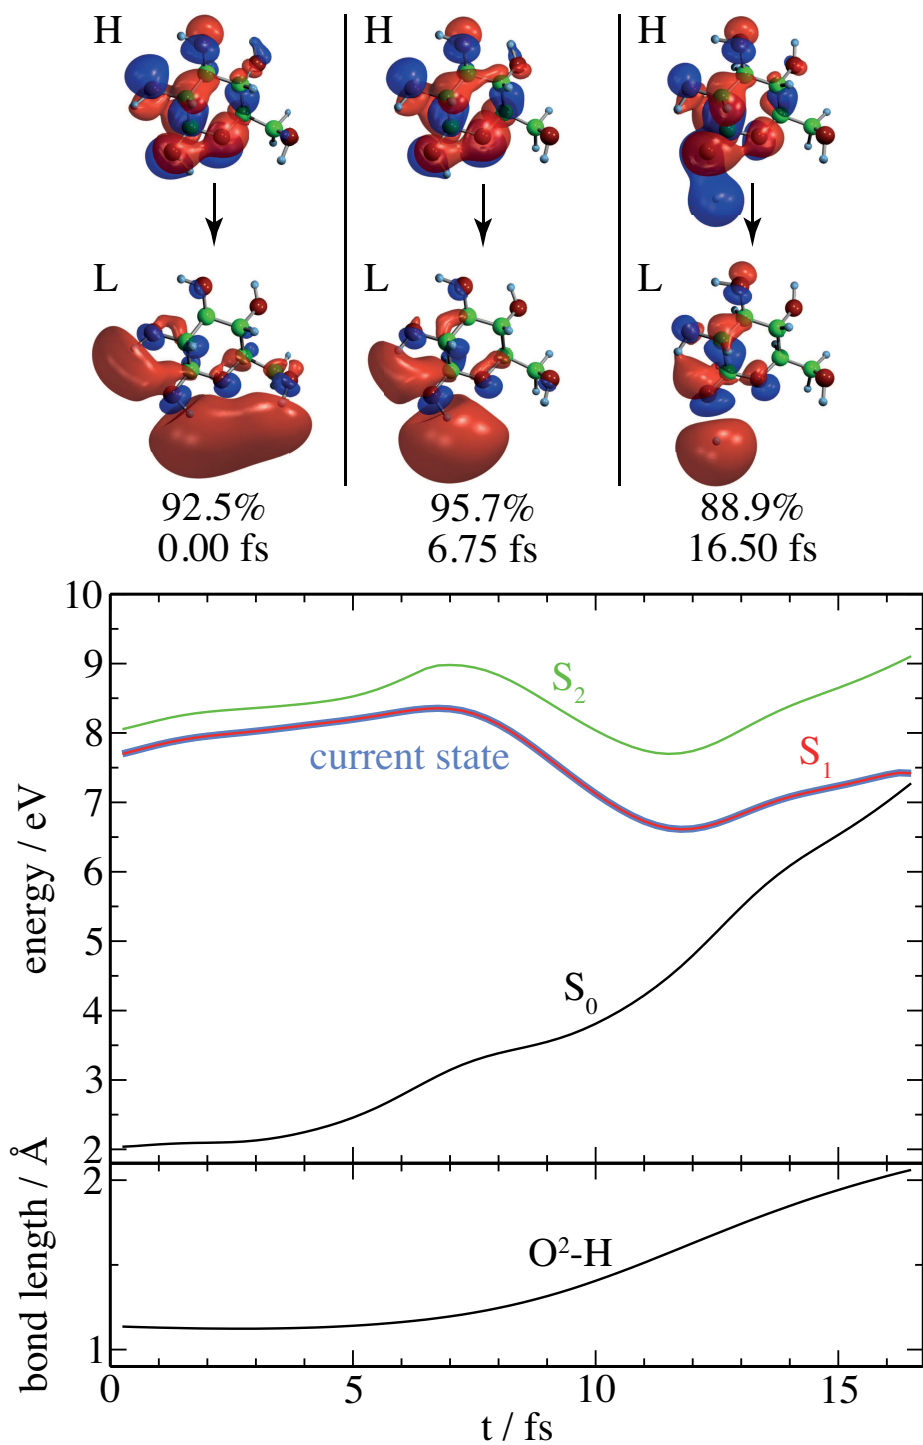 H H H
L L L
92.5% 95.7% 88.9%
0.00 fs 6.75 fs 16.50 fs
10
9
8
7
6
5
4
3
2
energy / eV
S2
current state
S1
S0
2
1
bond length / Å
O²-H
0 5 10 15
t / fs